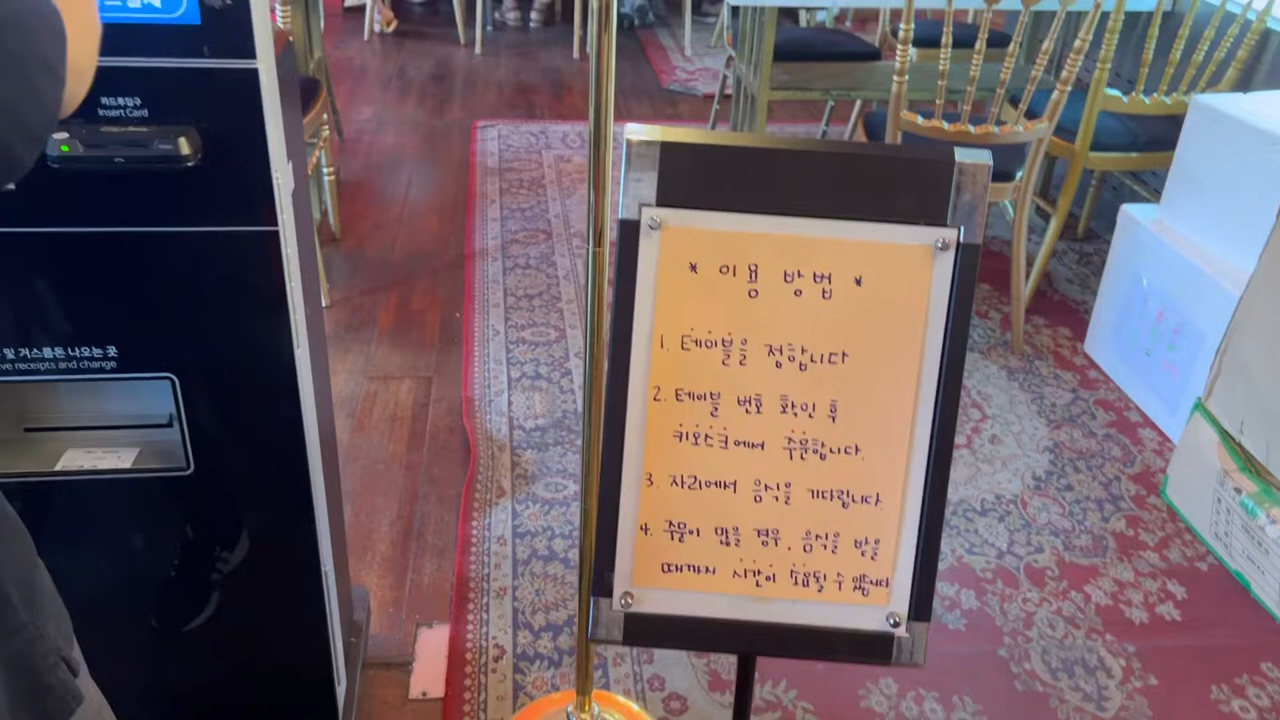 카드투입구
Insert Card
및 거스름돈 나오는 곳
receipts and change
* 이용 방법 *
1. 테이블을 정합니다
2. 테이블 번호 확인 후
키오스크에서 주문합니다.
3. 자리에서 음식을 기다립니다.
4. 주문이 많을 경우, 음식을 받을
때까지 시간이 소요될 수 있습니다